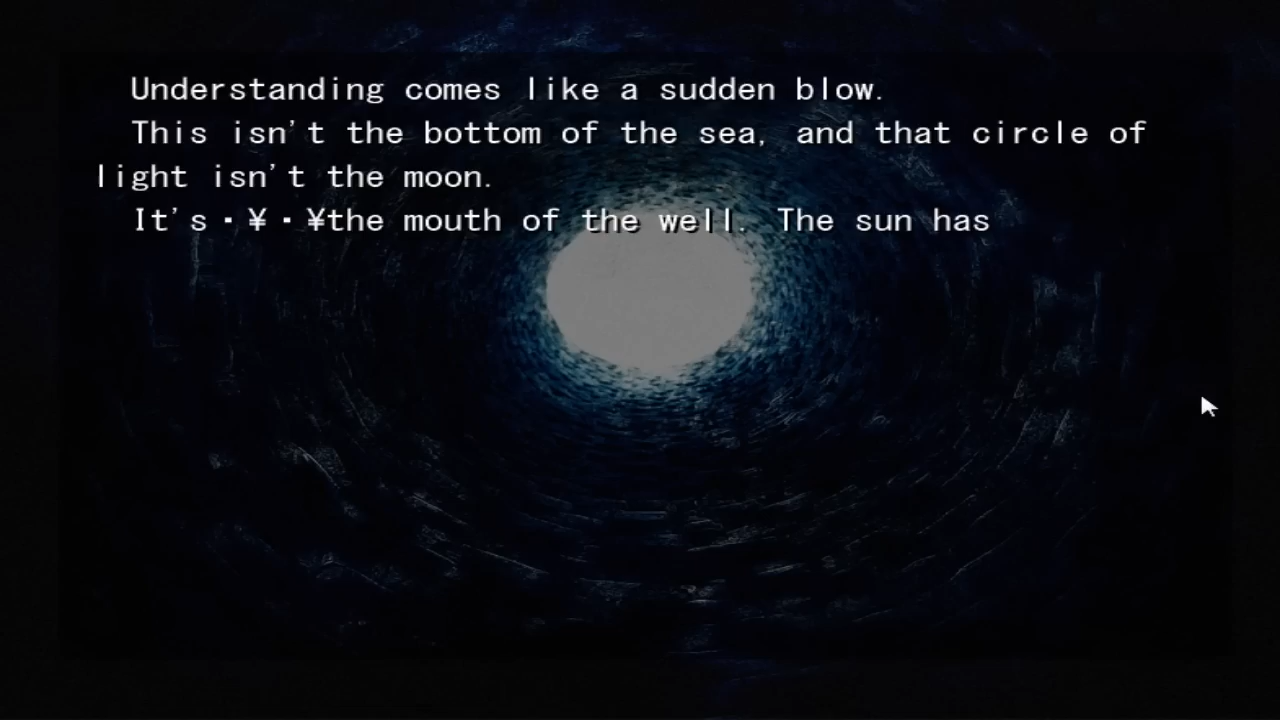 Understanding comes like a sudden blow.
This isn't the bottom of the sea, and that circle of
light isn't the moon.
It's・¥・¥the mouth of the well. The sun has